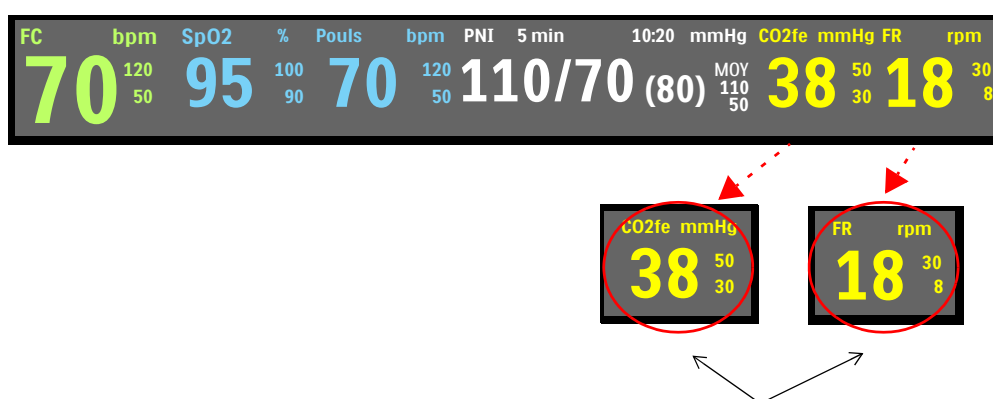 FC bpm SpO2 % Pouls bpm PNI 5 min 10:20 mmHg CO2fe mmHg FR rpm
70 120 50 95 100 90 70 120 50 110/70 (80) MOY 110 50 38 50 30 18 30 8
CO2fe mmHg
38 50 30
FR rpm
18 30 8